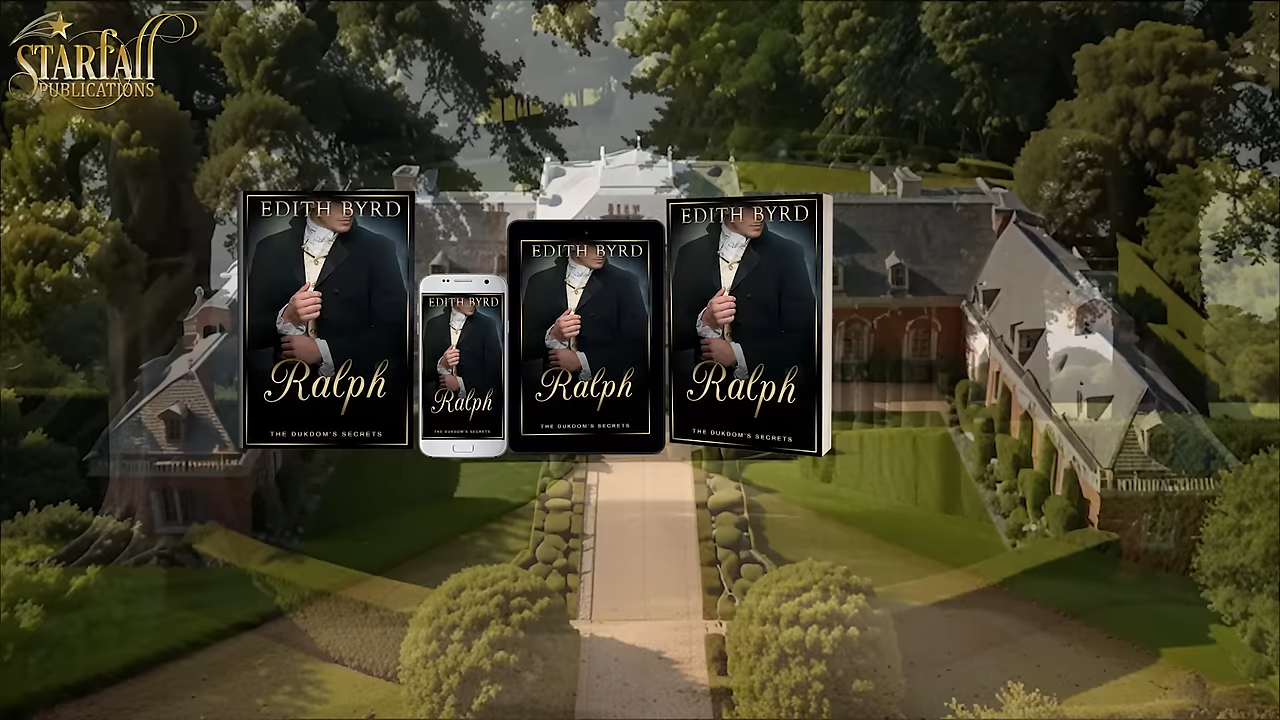 STARfall
PUBLICATIONS
EDITH BYRD
Ralph
THE DUKDOM'S SECRETS
EDITH BYRD
Ralph
THE DUKDOM'S SECRETS
EDITH BYRD
Ralph
THE DUKDOM'S SECRETS
EDITH BYRD
Ralph
THE DUKDOM'S SECRETS